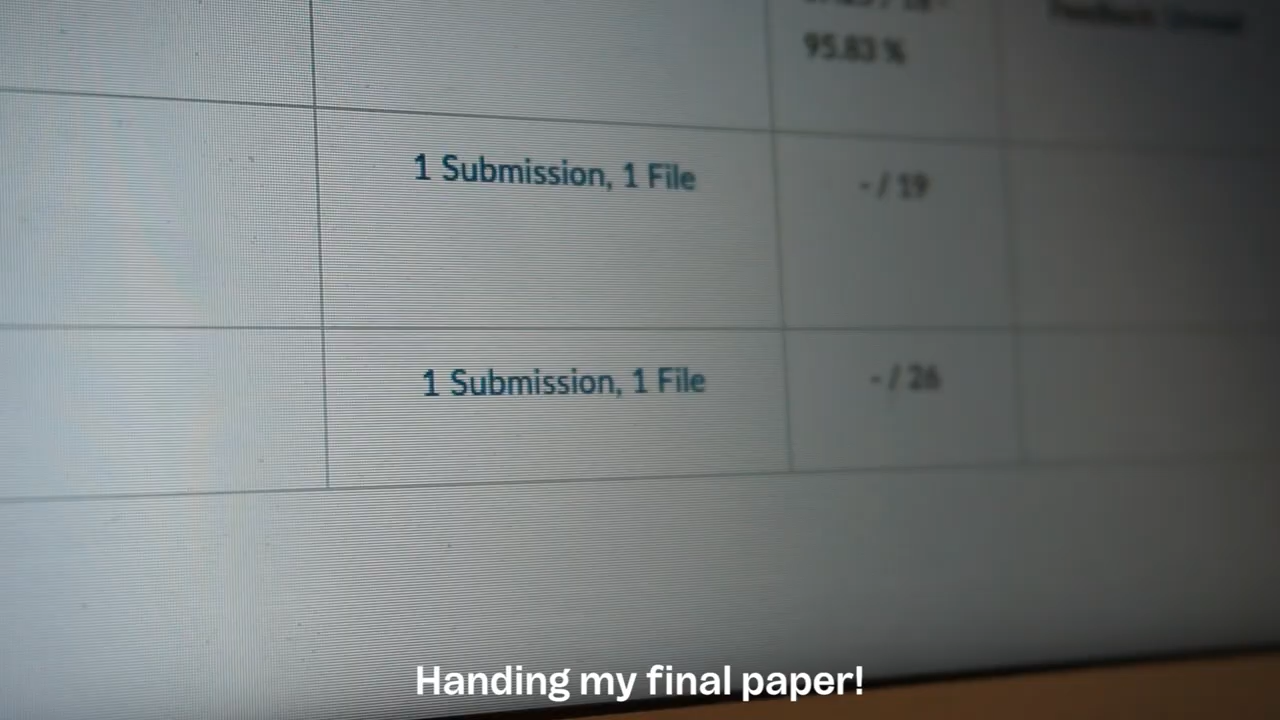 95.83 %
1 Submission, 1 File
- / 19
1 Submission, 1 File
- / 26
Handing my final paper!